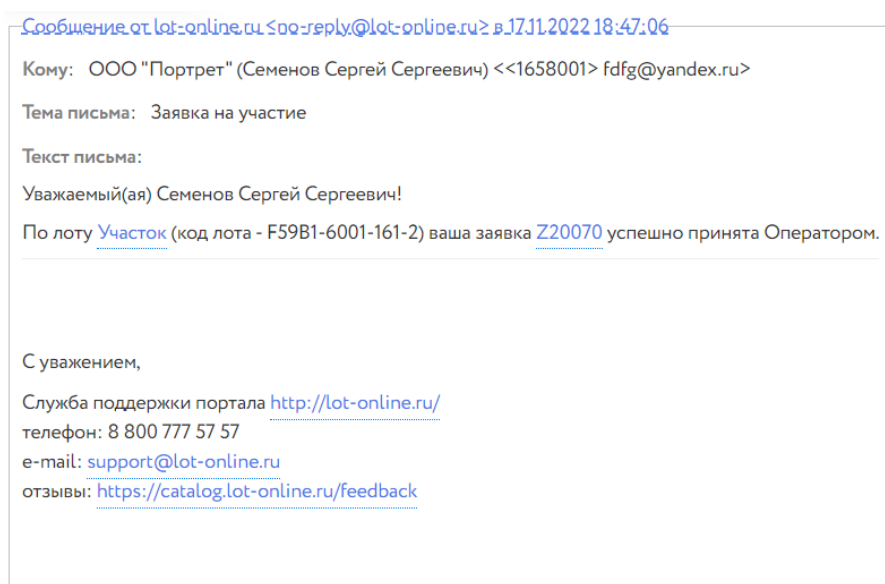 Сообщение от lot-online.ru <no-reply@lot-online.ru> в 17.11.2022 18:47:06
Кому: ООО "Портрет" (Семенов Сергей Сергеевич) <<1658001> fdfg@yandex.ru>
Тема письма: Заявка на участие
Текст письма:
Уважаемый(ая) Семенов Сергей Сергеевич!
По лоту Участок (код лота - F59B1-6001-161-2) ваша заявка Z20070 успешно принята Оператором.
С уважением,
Служба поддержки портала http://lot-online.ru/
телефон: 8 800 777 57 57
e-mail: support@lot-online.ru
отзывы: https://catalog.lot-online.ru/feedback